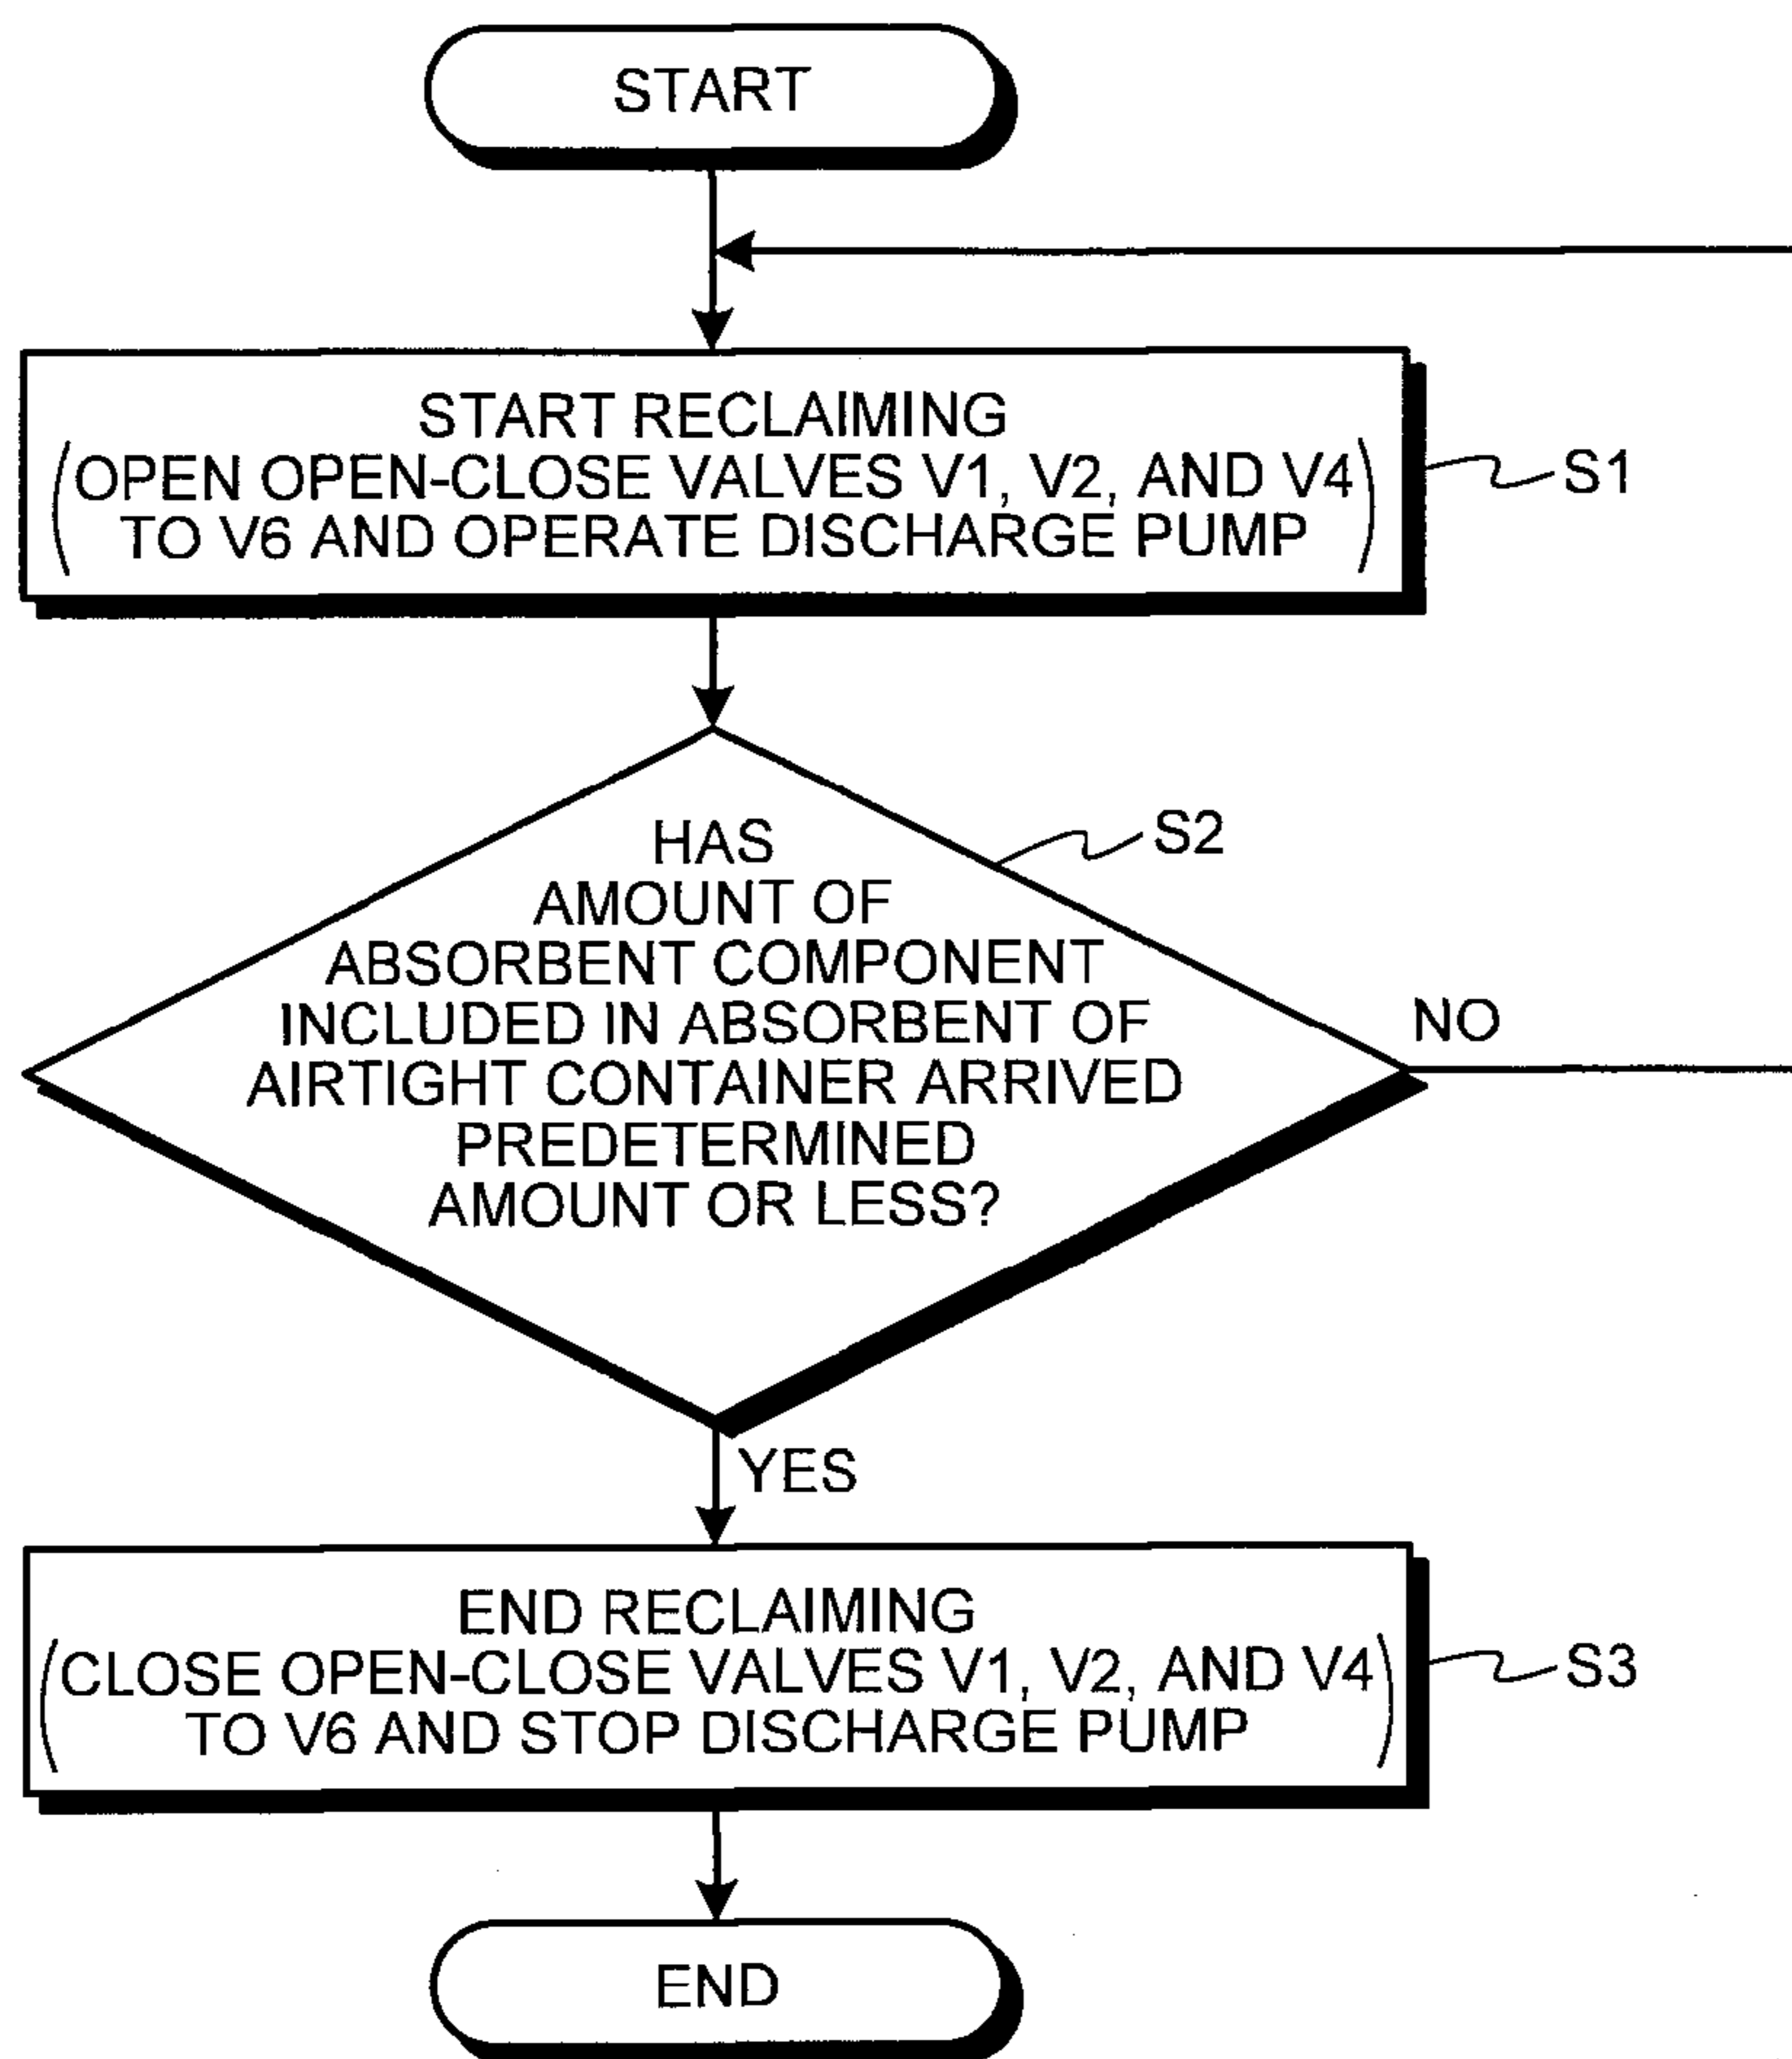 START
START RECLAIMING
(OPEN OPEN-CLOSE VALVES V1, V2, AND V4
TO V6 AND OPERATE DISCHARGE PUMP)
S1
HAS
AMOUNT OF
ABSORBENT COMPONENT
INCLUDED IN ABSORBENT OF
AIRTIGHT CONTAINER ARRIVED
PREDETERMINED
AMOUNT OR LESS?
S2
NO
YES
END RECLAIMING
(CLOSE OPEN-CLOSE VALVES V1, V2, AND V4
TO V6 AND STOP DISCHARGE PUMP)
S3
END